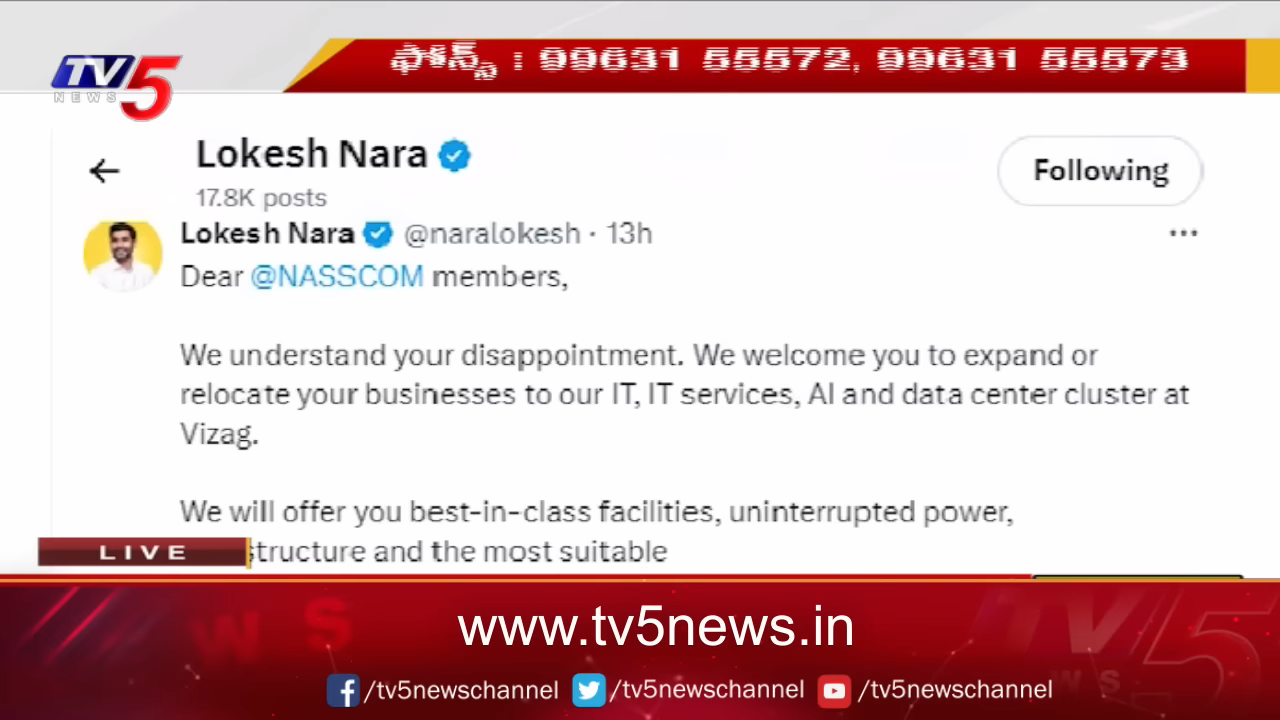 TV5
NEWS
ఫోన్స్ : 99631 55572, 99631 55573
Lokesh Nara
17.8K posts
Following
Lokesh Nara @naralokesh · 13h
Dear @NASSCOM members,
We understand your disappointment. We welcome you to expand or
relocate your businesses to our IT, IT services, AI and data center cluster at
Vizag.
We will offer you best-in-class facilities, uninterrupted power,
structure and the most suitable
LIVE
www.tv5news.in
/tv5newschannel /tv5newschannel /tv5newschannel